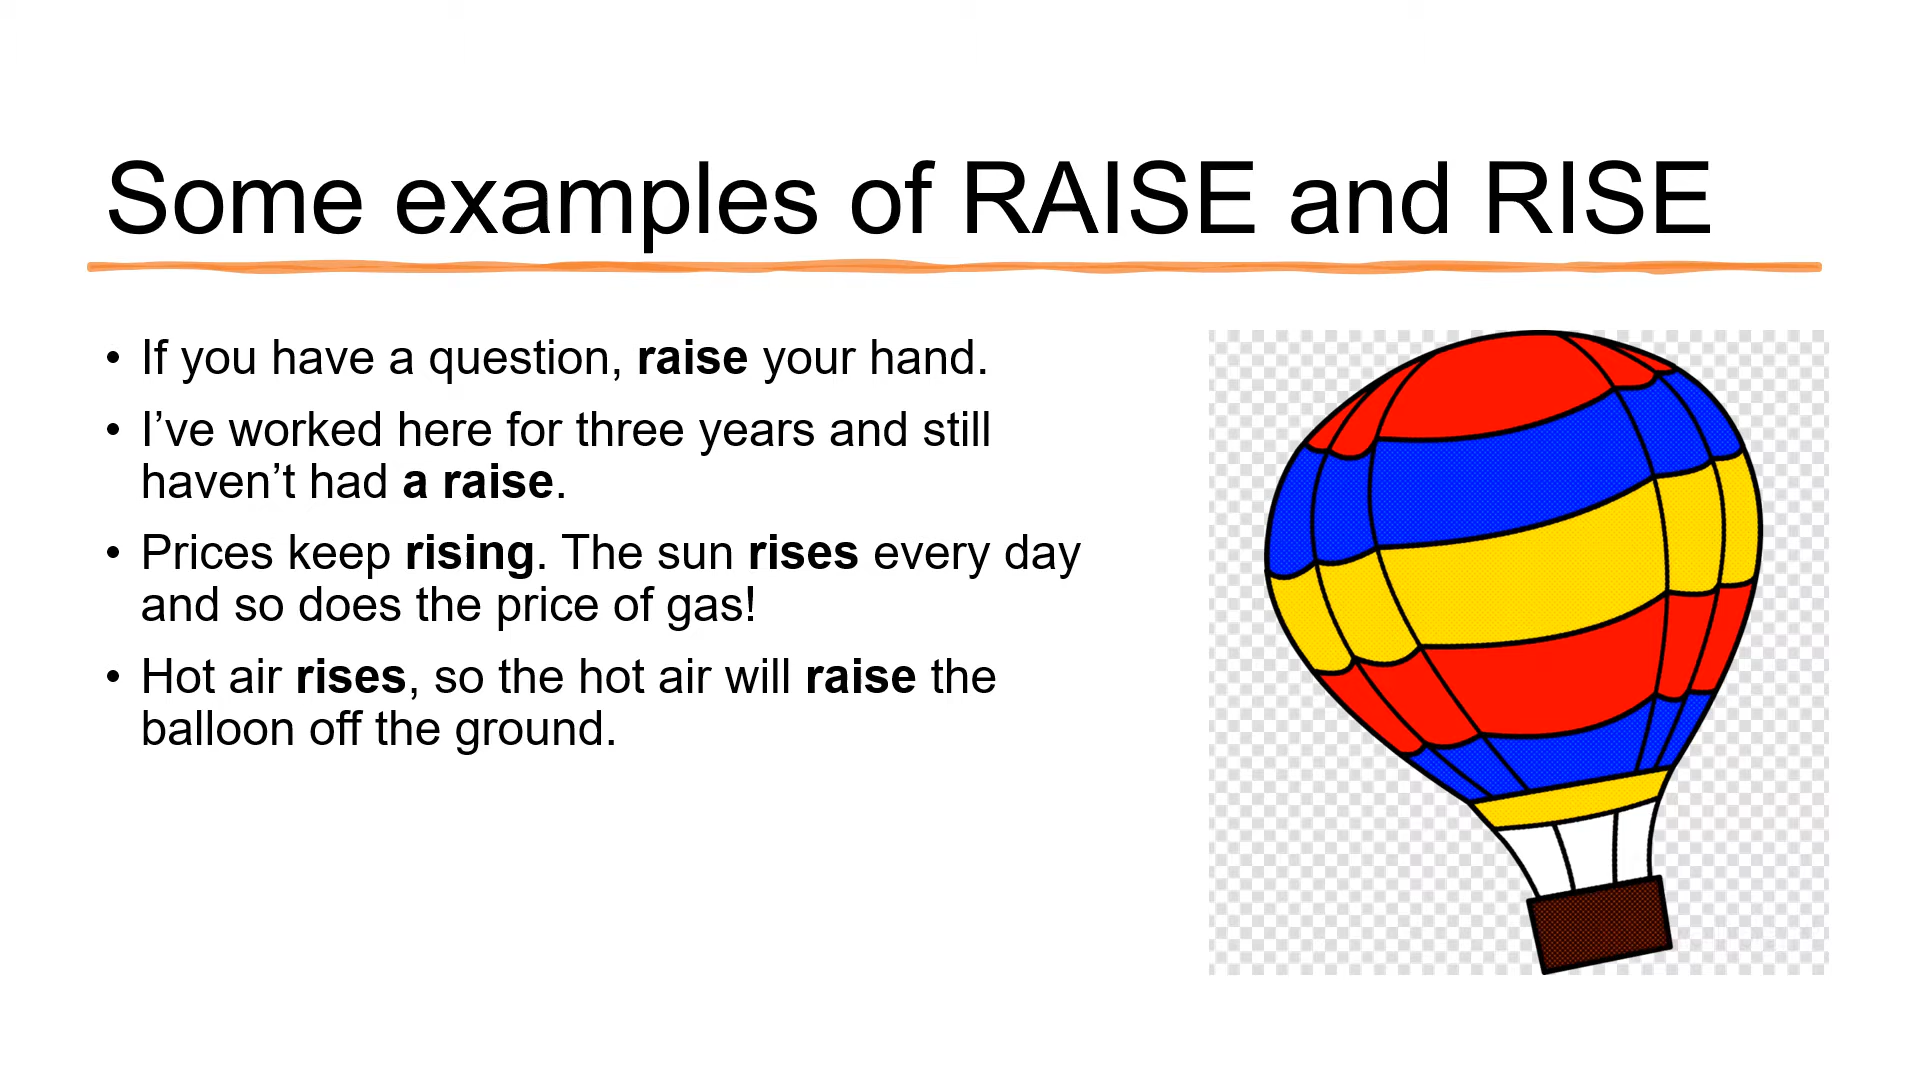 Some examples of RAISE and RISE
• If you have a question, raise your hand.
• I’ve worked here for three years and still
haven’t had a raise.
• Prices keep rising. The sun rises every day
and so does the price of gas!
• Hot air rises, so the hot air will raise the
balloon off the ground.